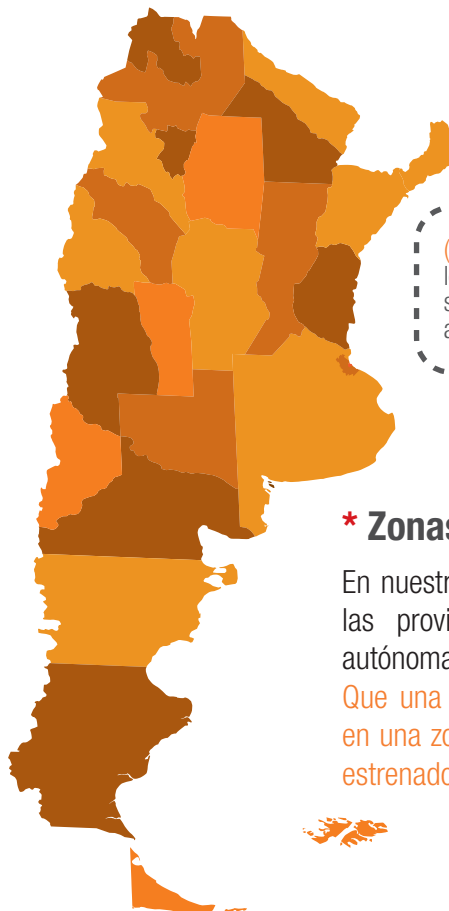 (
l
s
a
* Zonas
En nuestr
las provi
autónoma
Que una
en una zo
estrenado